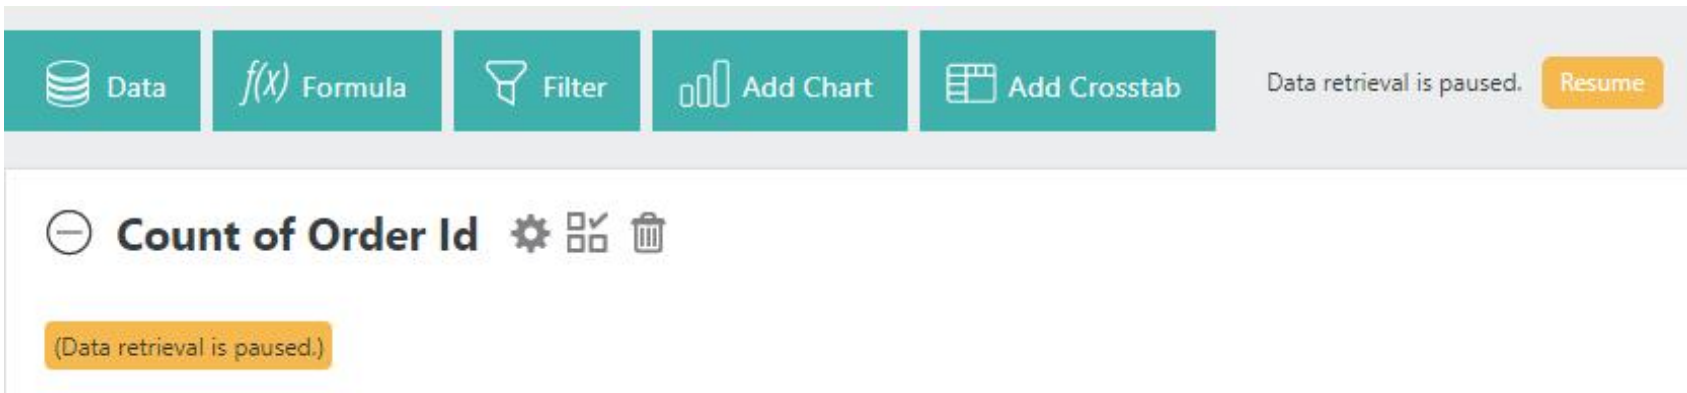 Data
f(x) Formula
Filter
Add Chart
Add Crosstab
Data retrieval is paused.
Resume
Count of Order Id
(Data retrieval is paused.)